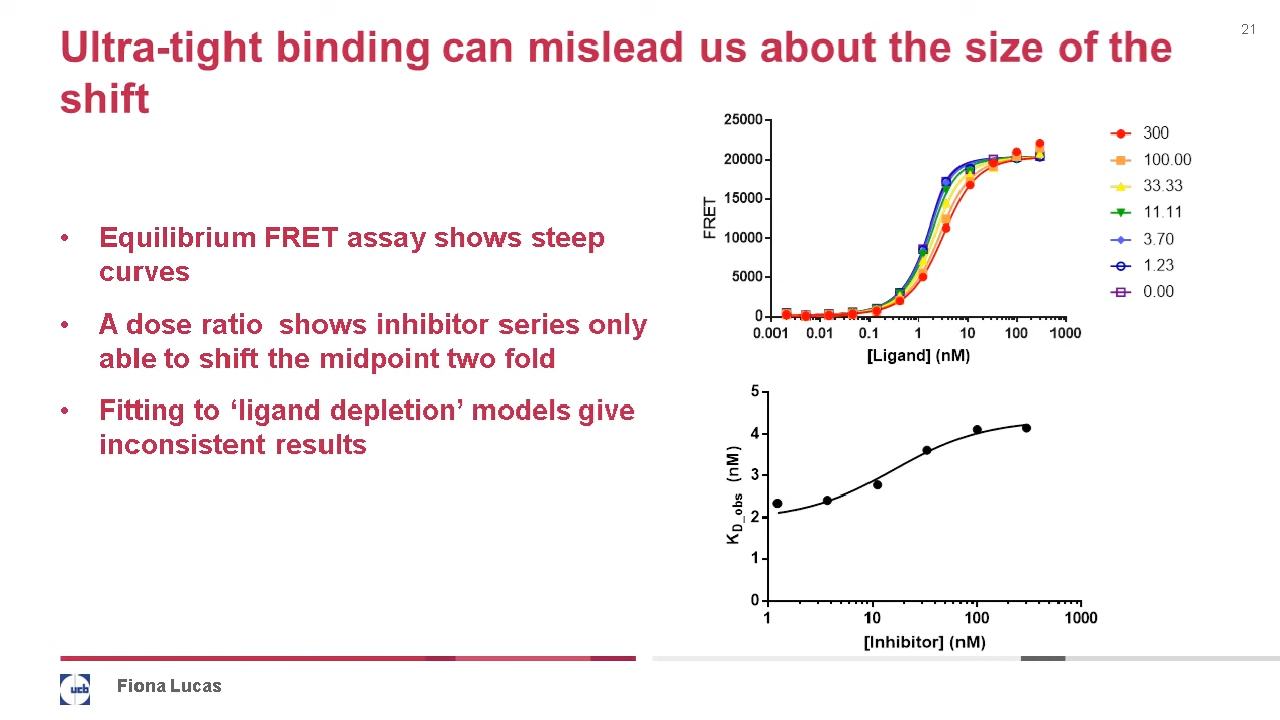 21
Ultra-tight binding can mislead us about the size of the
shift
• Equilibrium FRET assay shows steep
curves
• A dose ratio shows inhibitor series only
able to shift the midpoint two fold
• Fitting to ‘ligand depletion’ models give
inconsistent results
25000
20000
15000
10000
5000
0
FRET
0.001 0.01 0.1 1 10 100 1000
[Ligand] (nM)
300
100.00
33.33
11.11
3.70
1.23
0.00
5
4
3
2
1
0
KD_obs (nM)
1 10 100 1000
[Inhibitor] (nM)
ucb
Fiona Lucas